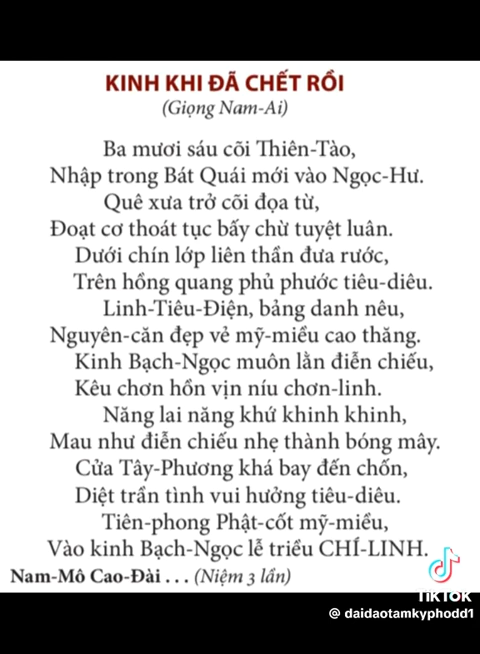 KINH KHI ĐÃ CHẾT RỒI
(Giọng Nam-Ai)
Ba mươi sáu cõi Thiên-Tào,
Nhập trong Bát Quái mới vào Ngọc-Hư.
Quê xưa trở cõi đọa từ,
Đoạt cơ thoát tục bấy chừ tuyệt luân.
Dưới chín lớp liên thần đưa rước,
Trên hồng quang phủ phước tiêu-diêu.
Linh-Tiêu-Điện, bảng danh nêu,
Nguyên-căn đẹp vẻ mỹ-miều cao thăng.
Kinh Bạch-Ngọc muôn lằn điễn chiếu,
Kêu chơn hồn vịn níu chơn-linh.
Năng lai năng khứ khinh khinh,
Mau như điễn chiếu nhẹ thành bóng mây.
Cửa Tây-Phương khá bay đến chốn,
Diệt trần tình vui hưởng tiêu-diêu.
Tiên-phong Phật-cốt mỹ-miều,
Vào kinh Bạch-Ngọc lễ triều CHÍ-LINH.
Nam-Mô Cao-Đài . . . (Niệm 3 lần)
TikTok
@ daidaotamkyphodd1